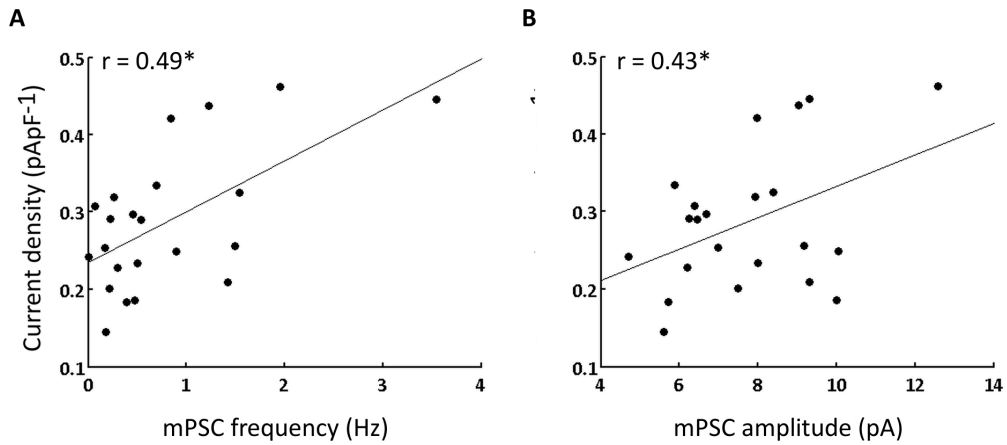 A
B
r = 0.49*
r = 0.43*
Current density (pApF-1)
0.5
0.4
0.3
0.2
0.1
0 1 2 3 4
mPSC frequency (Hz)
0.5
0.4
0.3
0.2
0.1
4 6 8 10 12 14
mPSC amplitude (pA)